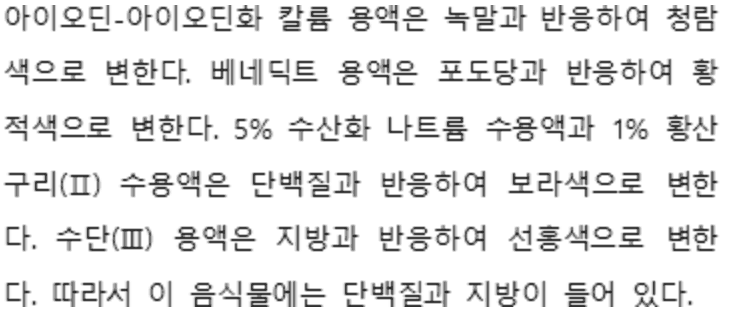 아이오딘-아이오딘화 칼륨 용액은 녹말과 반응하여 청람
색으로 변한다. 베네딕트 용액은 포도당과 반응하여 황
적색으로 변한다. 5% 수산화 나트륨 수용액과 1% 황산
구리(Ⅱ) 수용액은 단백질과 반응하여 보라색으로 변한
다. 수단(Ⅲ) 용액은 지방과 반응하여 선홍색으로 변한
다. 따라서 이 음식물에는 단백질과 지방이 들어 있다.